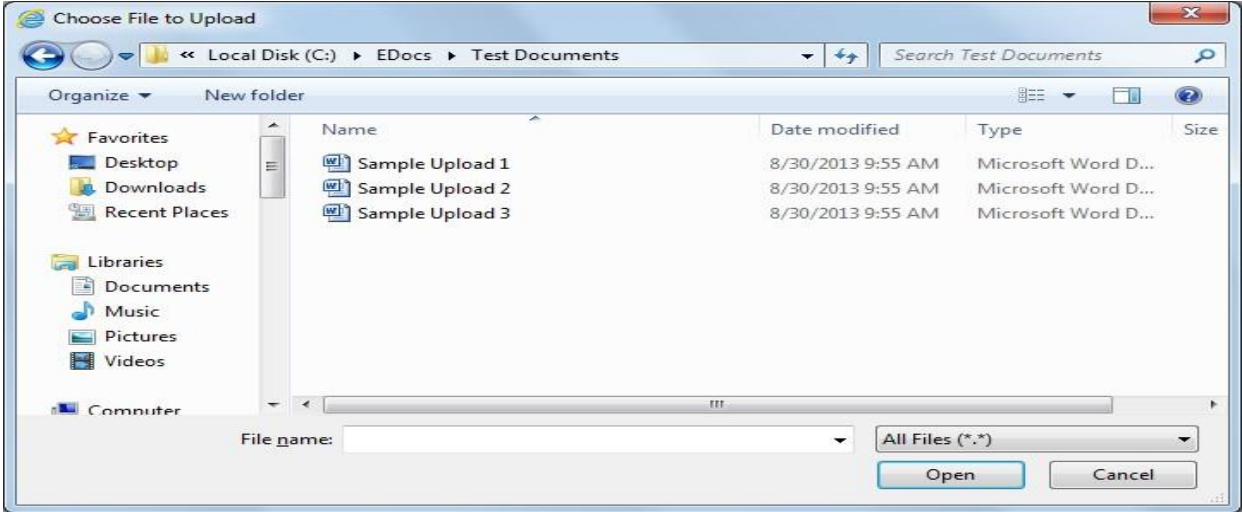 Choose File to Upload
« Local Disk (C:) ▸ EDocs ▸ Test Documents
Search Test Documents
Organize New folder
Name Date modified Type Size
Favorites
Desktop
Downloads
Recent Places
Libraries
Documents
Music
Pictures
Videos
Computer
Sample Upload 1 8/30/2013 9:55 AM Microsoft Word D...
Sample Upload 2 8/30/2013 9:55 AM Microsoft Word D...
Sample Upload 3 8/30/2013 9:55 AM Microsoft Word D...
File name:
All Files (*.*)
Open Cancel